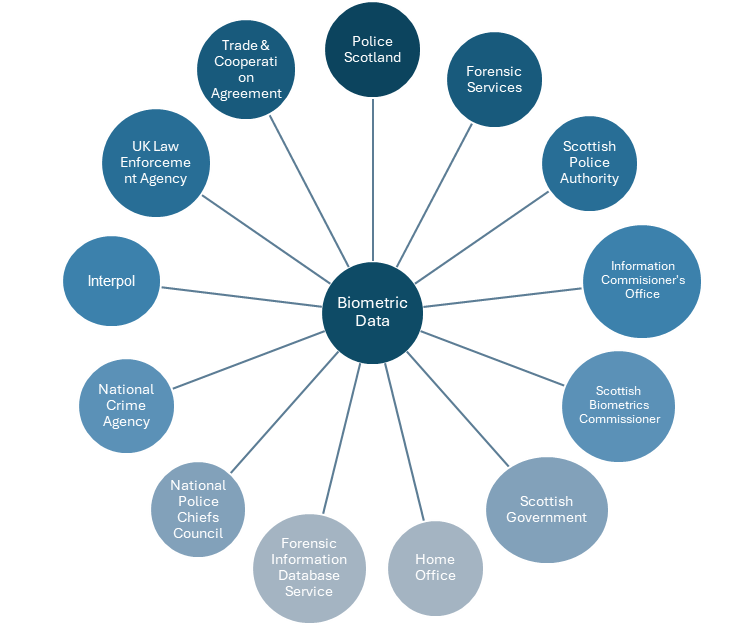 Police
Scotland
Forensic
Services
Scottish
Police
Authority
Information
Commisioner's
Office
Scottish
Biometrics
Commissioner
Scottish
Government
Home
Office
Forensic
Information
Database
Service
National
Police
Chiefs
Council
National
Crime
Agency
Interpol
UK Law
Enforceme
nt Agency
Trade &
Cooperati
on
Agreement
Biometric
Data